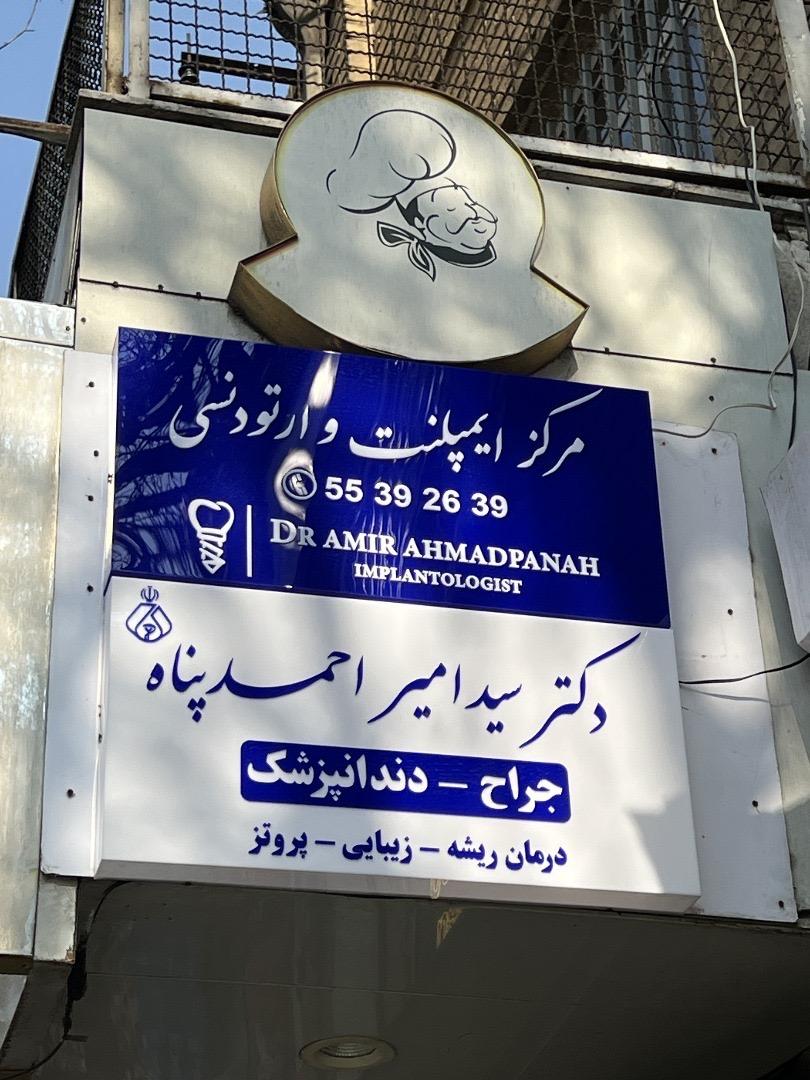 مرکز ایمپلنت و ارتودنسی
55 39 26 39
DR AMIR AHMADPANAH
IMPLANTOLOGIST
دکتر سید امیر احمدپناه
جراح - دندانپزشک
درمان ریشه - زیبایی - پروتز